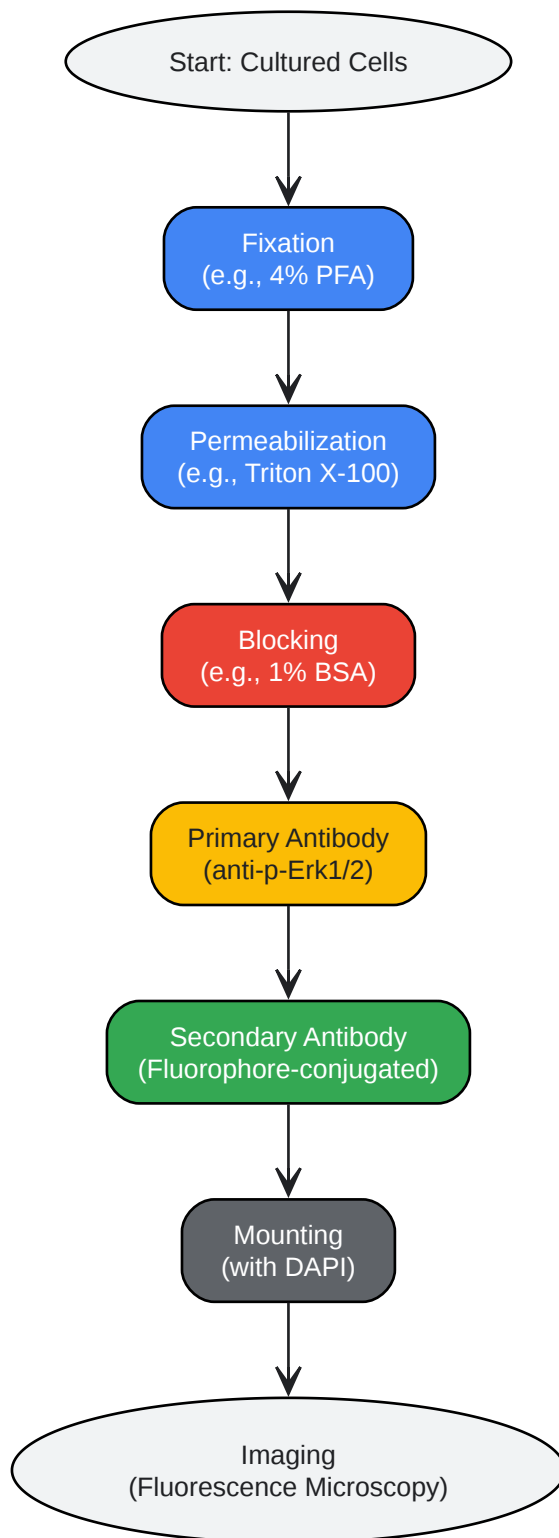 Start: Cultured Cells
Fixation
(e.g., 4% PFA)
Permeabilization
(e.g., Triton X-100)
Blocking
(e.g., 1% BSA)
Primary Antibody
(anti-p-Erk1/2)
Secondary Antibody
(Fluorophore-conjugated)
Mounting
(with DAPI)
Imaging
(Fluorescence Microscopy)